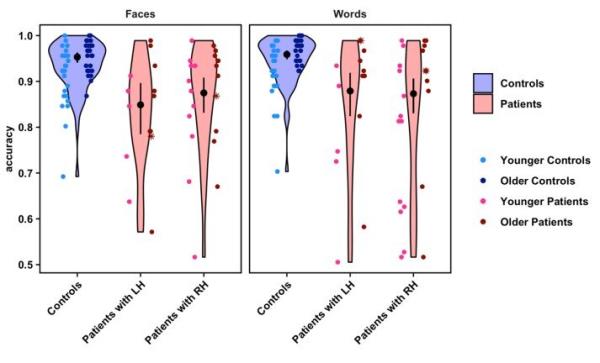 Faces
Words
accuracy
1.0
0.9
0.8
0.7
0.6
0.5
Controls
Patients with LH
Patients with RH
Controls
Patients with LH
Patients with RH
Controls
Patients
Younger Controls
Older Controls
Younger Patients
Older Patients